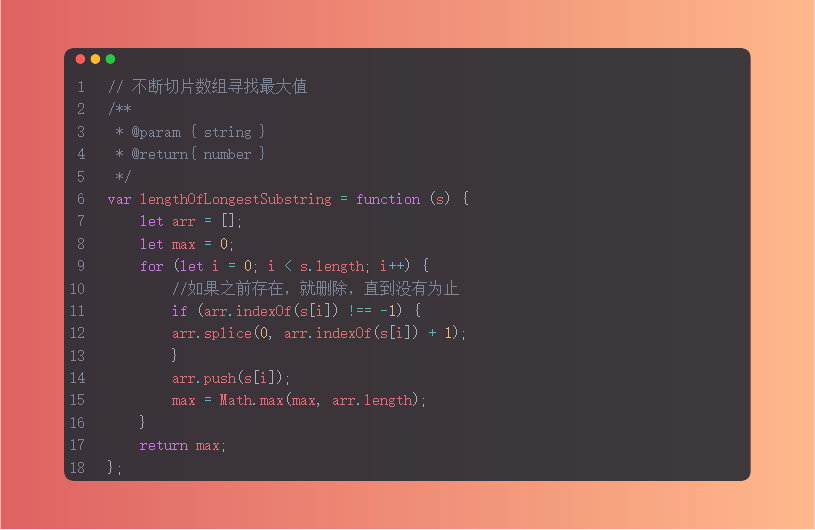 1 // 不断切片数组寻找最大值
2 /**
3  * @param { string }
4  * @return{ number }
5  */
6 var lengthOfLongestSubstring = function (s) {
7     let arr = [];
8     let max = 0;
9     for (let i = 0; i < s.length; i++) {
10         //如果之前存在，就删除，直到没有为止
11         if (arr.indexOf(s[i]) !== -1) {
12         arr.splice(0, arr.indexOf(s[i]) + 1);
13         }
14         arr.push(s[i]);
15         max = Math.max(max, arr.length);
16     }
17     return max;
18 };